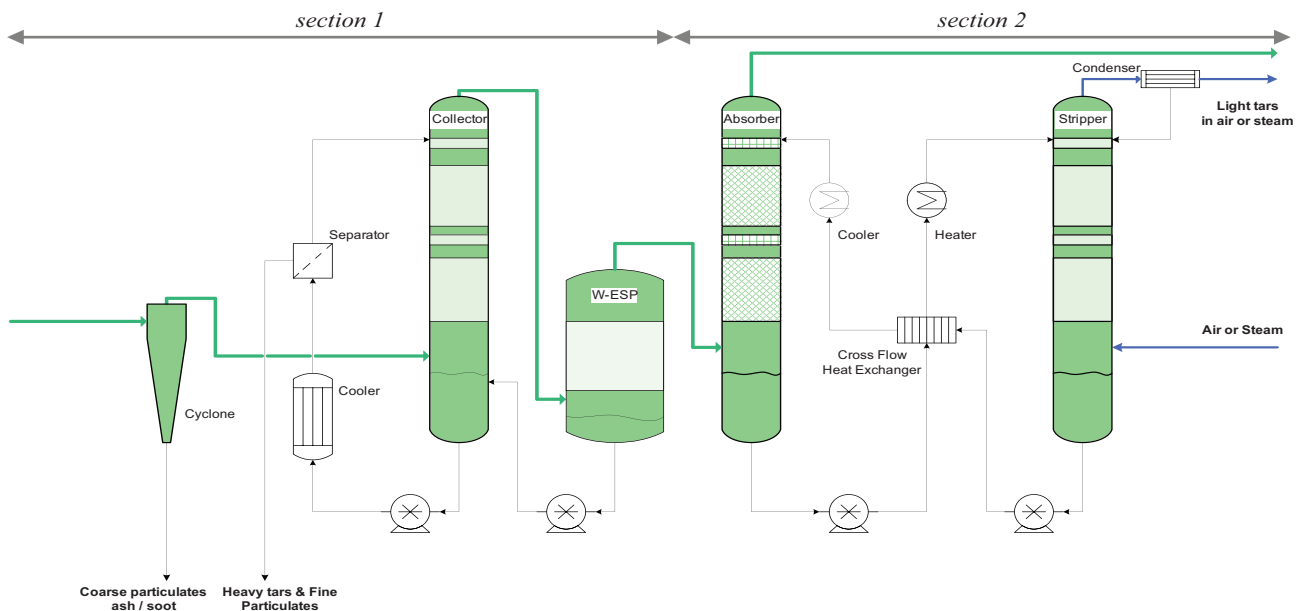 section 1
section 2
Condenser
Light tars
in air or steam
Collector
Absorber
Stripper
Separator
Cooler
Heater
W-ESP
Air or Steam
Cross Flow
Heat Exchanger
Cooler
Cyclone
Coarse particulates
ash / soot
Heavy tars & Fine
Particulates